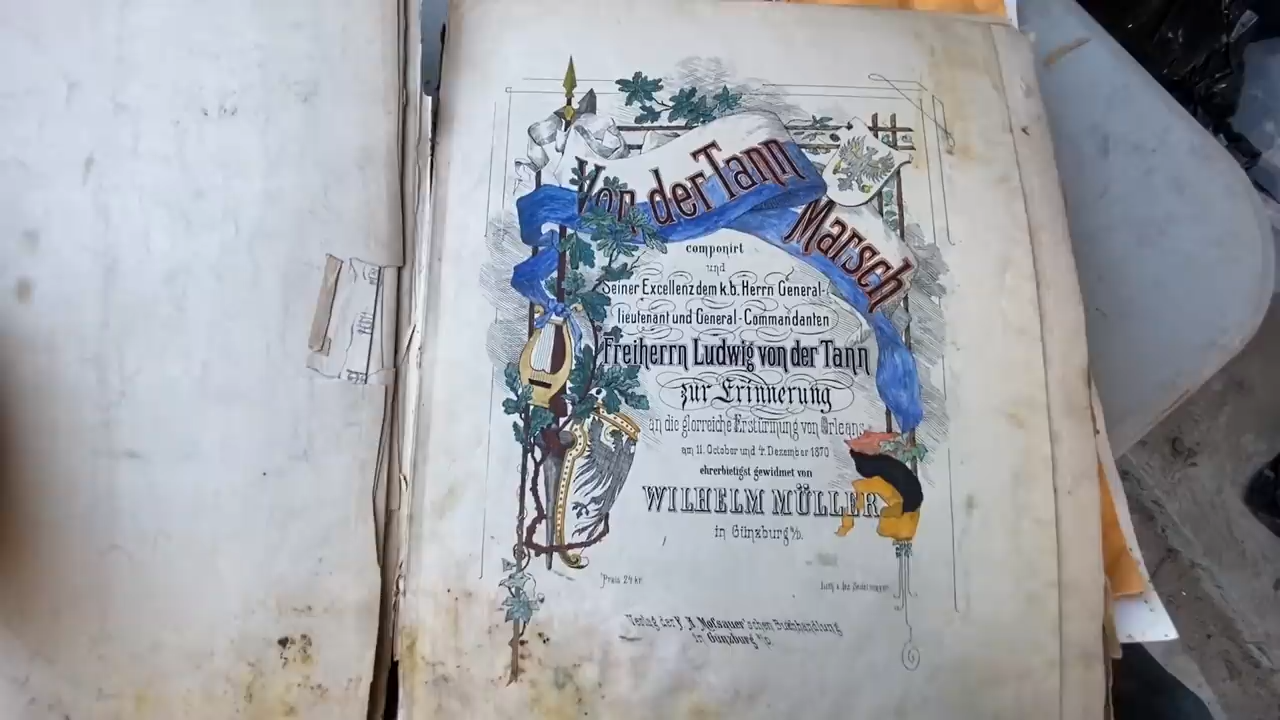 Von der Tann
Marsch
componirt
und
Seiner Excellenz dem k.b. Herrn General-
lieutenant und General-Commandanten
Freiherrn Ludwig von der Tann
zur Erinnerung
an die glorreiche Erstürmung von Orleans
am 11. October und 4. Dezember 1870
ehrerbietigst gewidmet von
WILHELM MÜLLER
in Günzburg a/D.
Preis 24 kr.
Verlag der
'schen Buchhandlung
in Günzburg a/D.